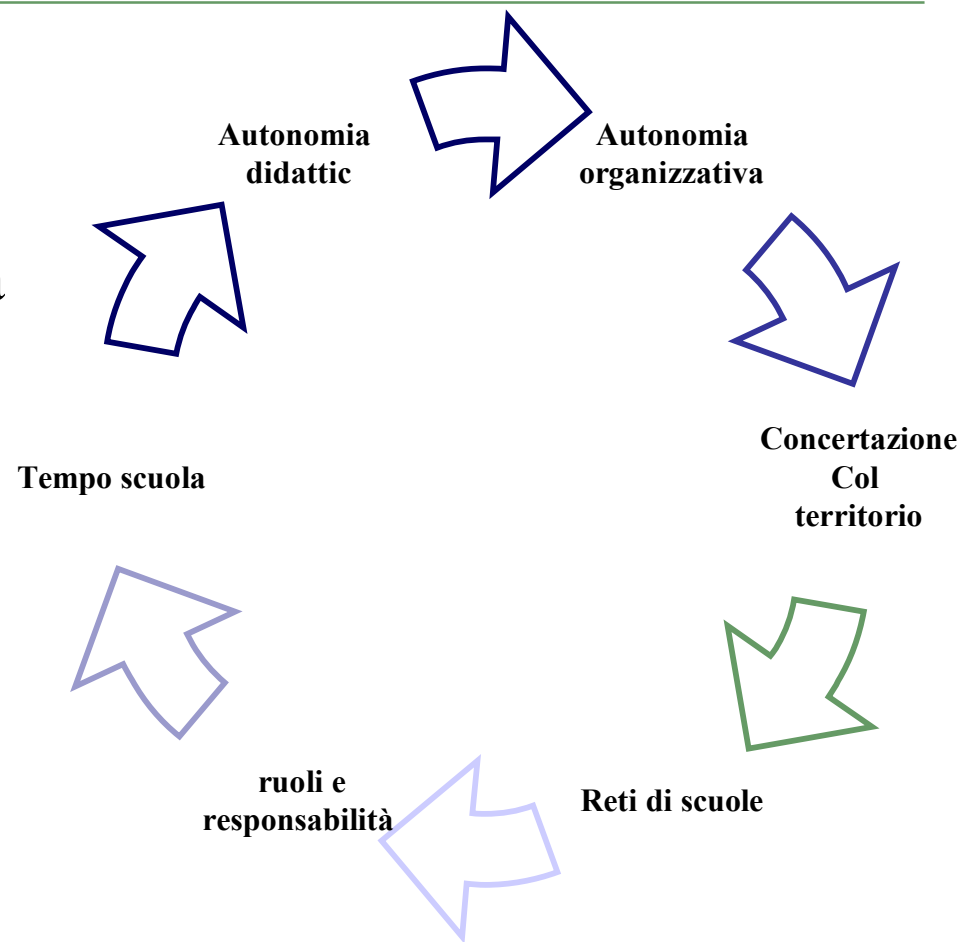 Autonomia
didattic
Autonomia
organizzativa
Concertazione
Col
territorio
Reti di scuole
ruoli e
responsabilità
Tempo scuola